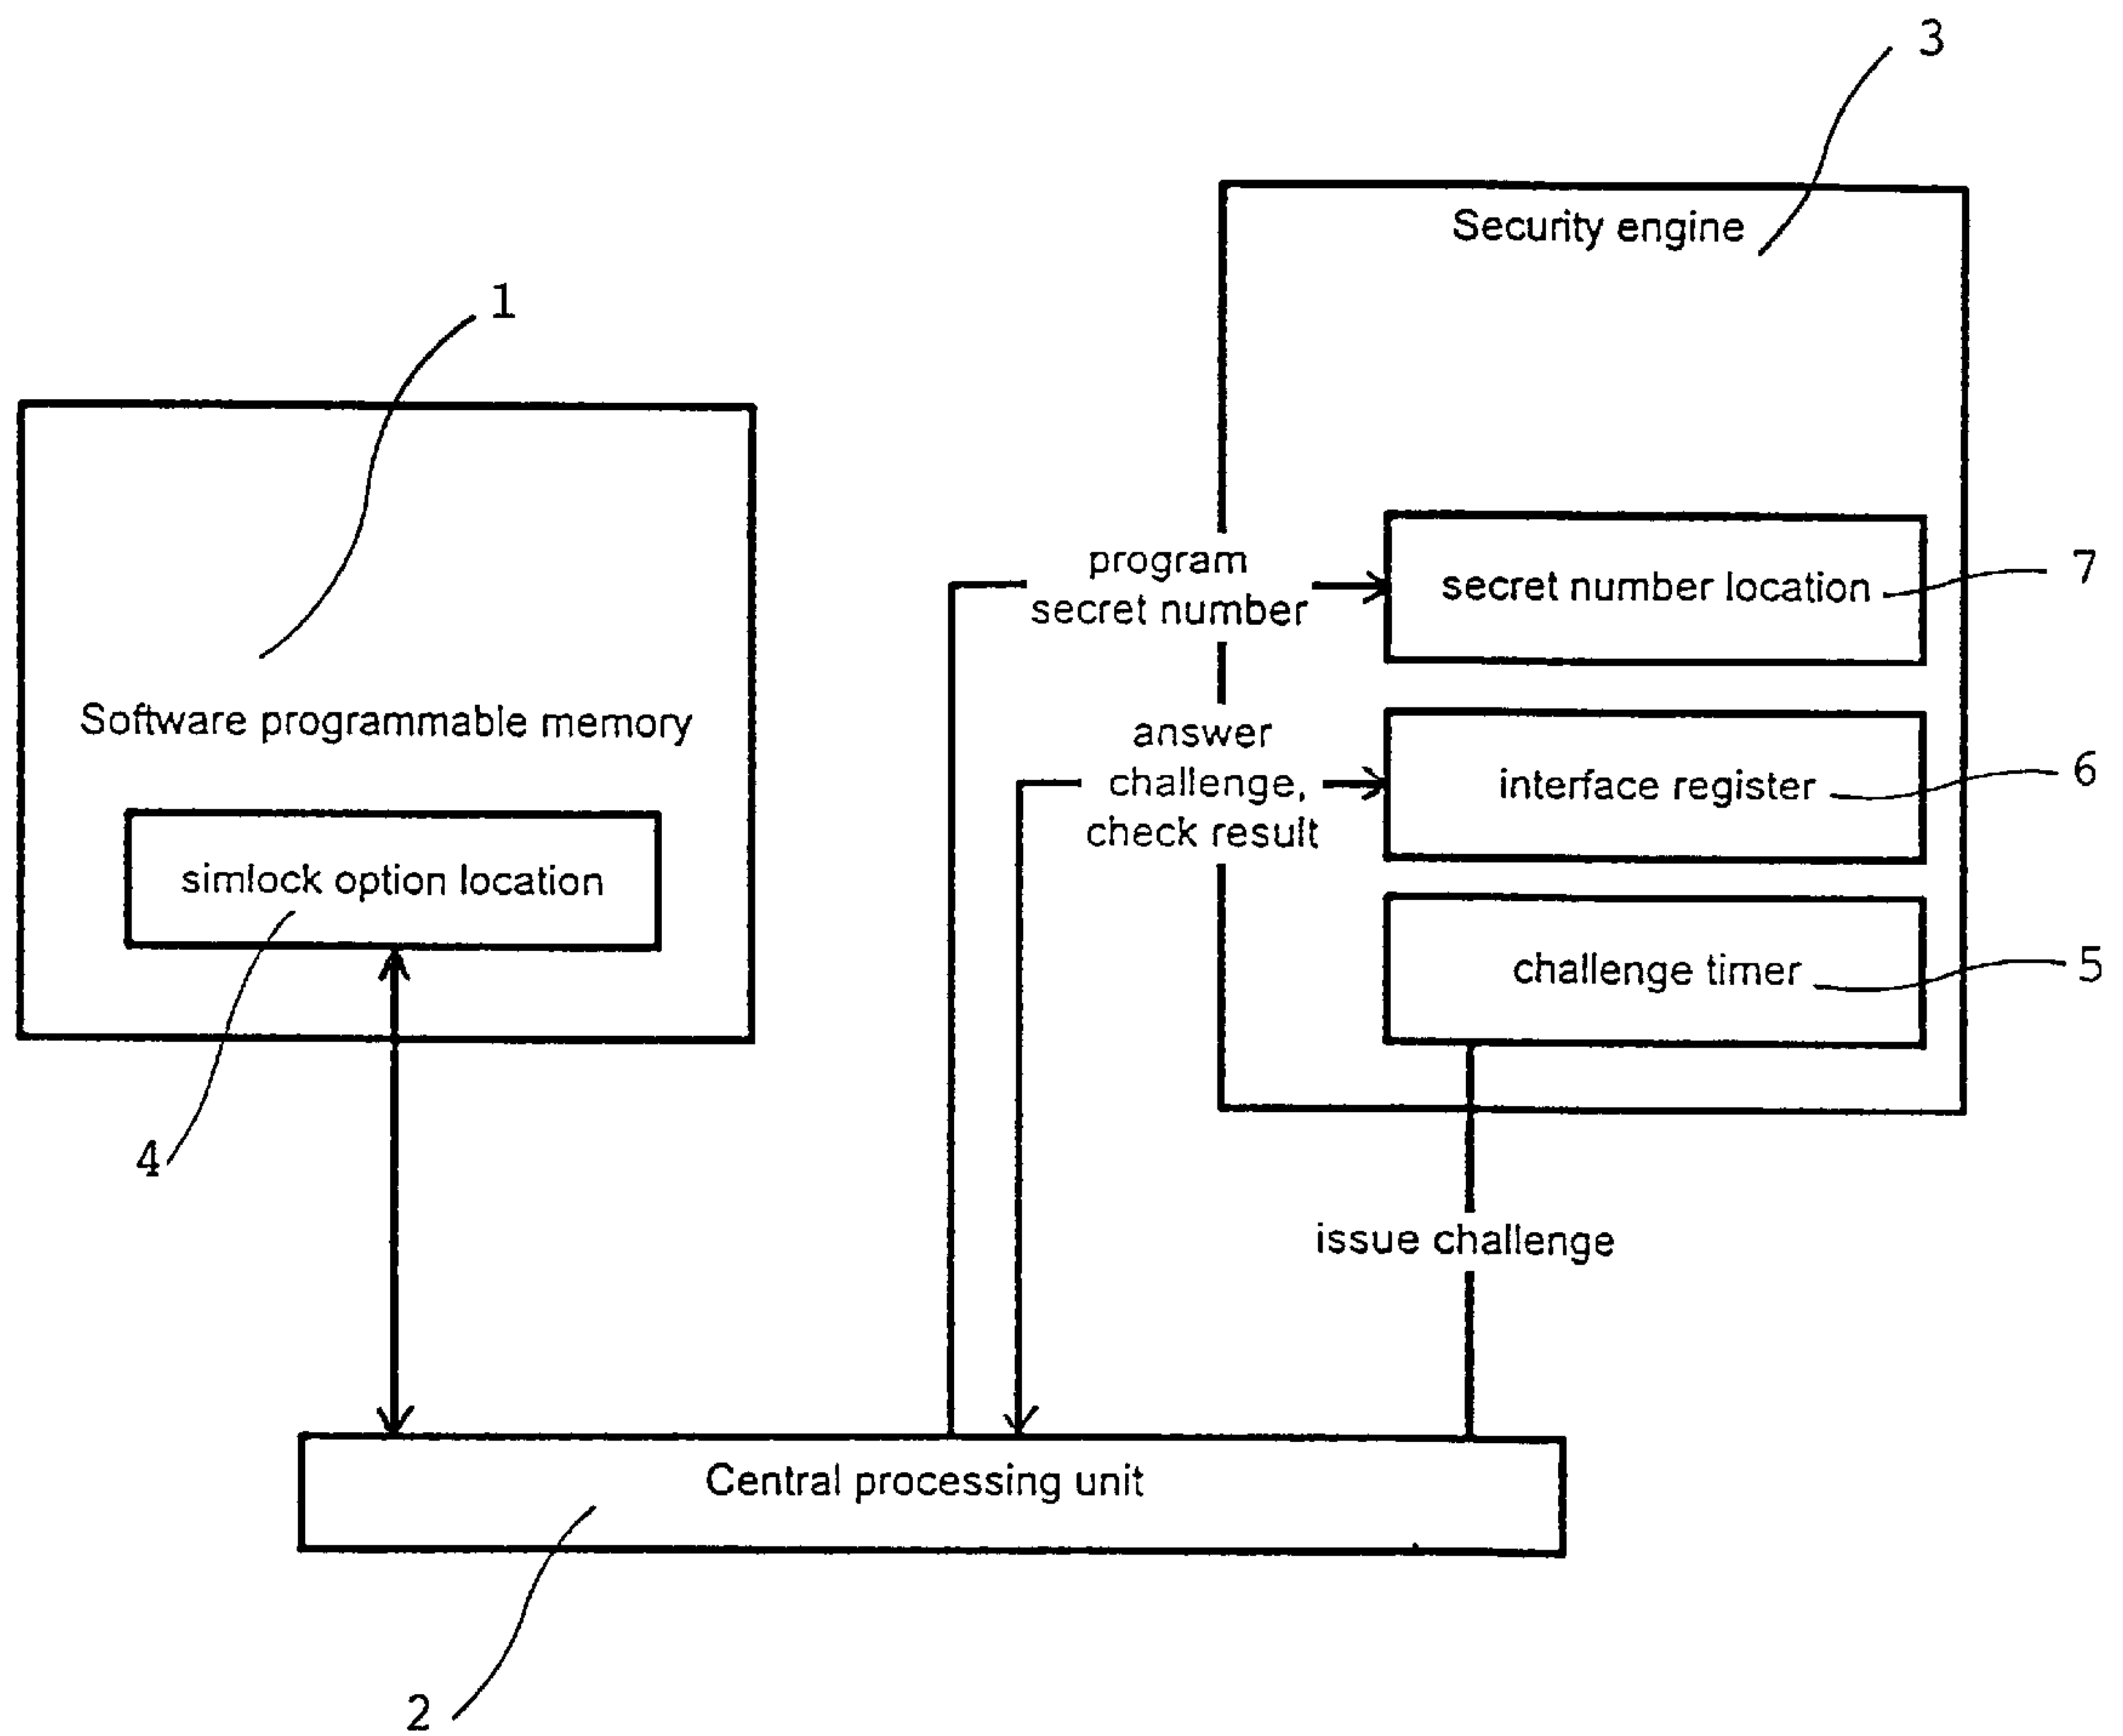 3
Security engine
1
program
secret number
secret number location
7
Software programmable memory
answer
challenge,
check result
interface register
6
simlock option location
challenge timer
5
4
issue challenge
Central processing unit
2